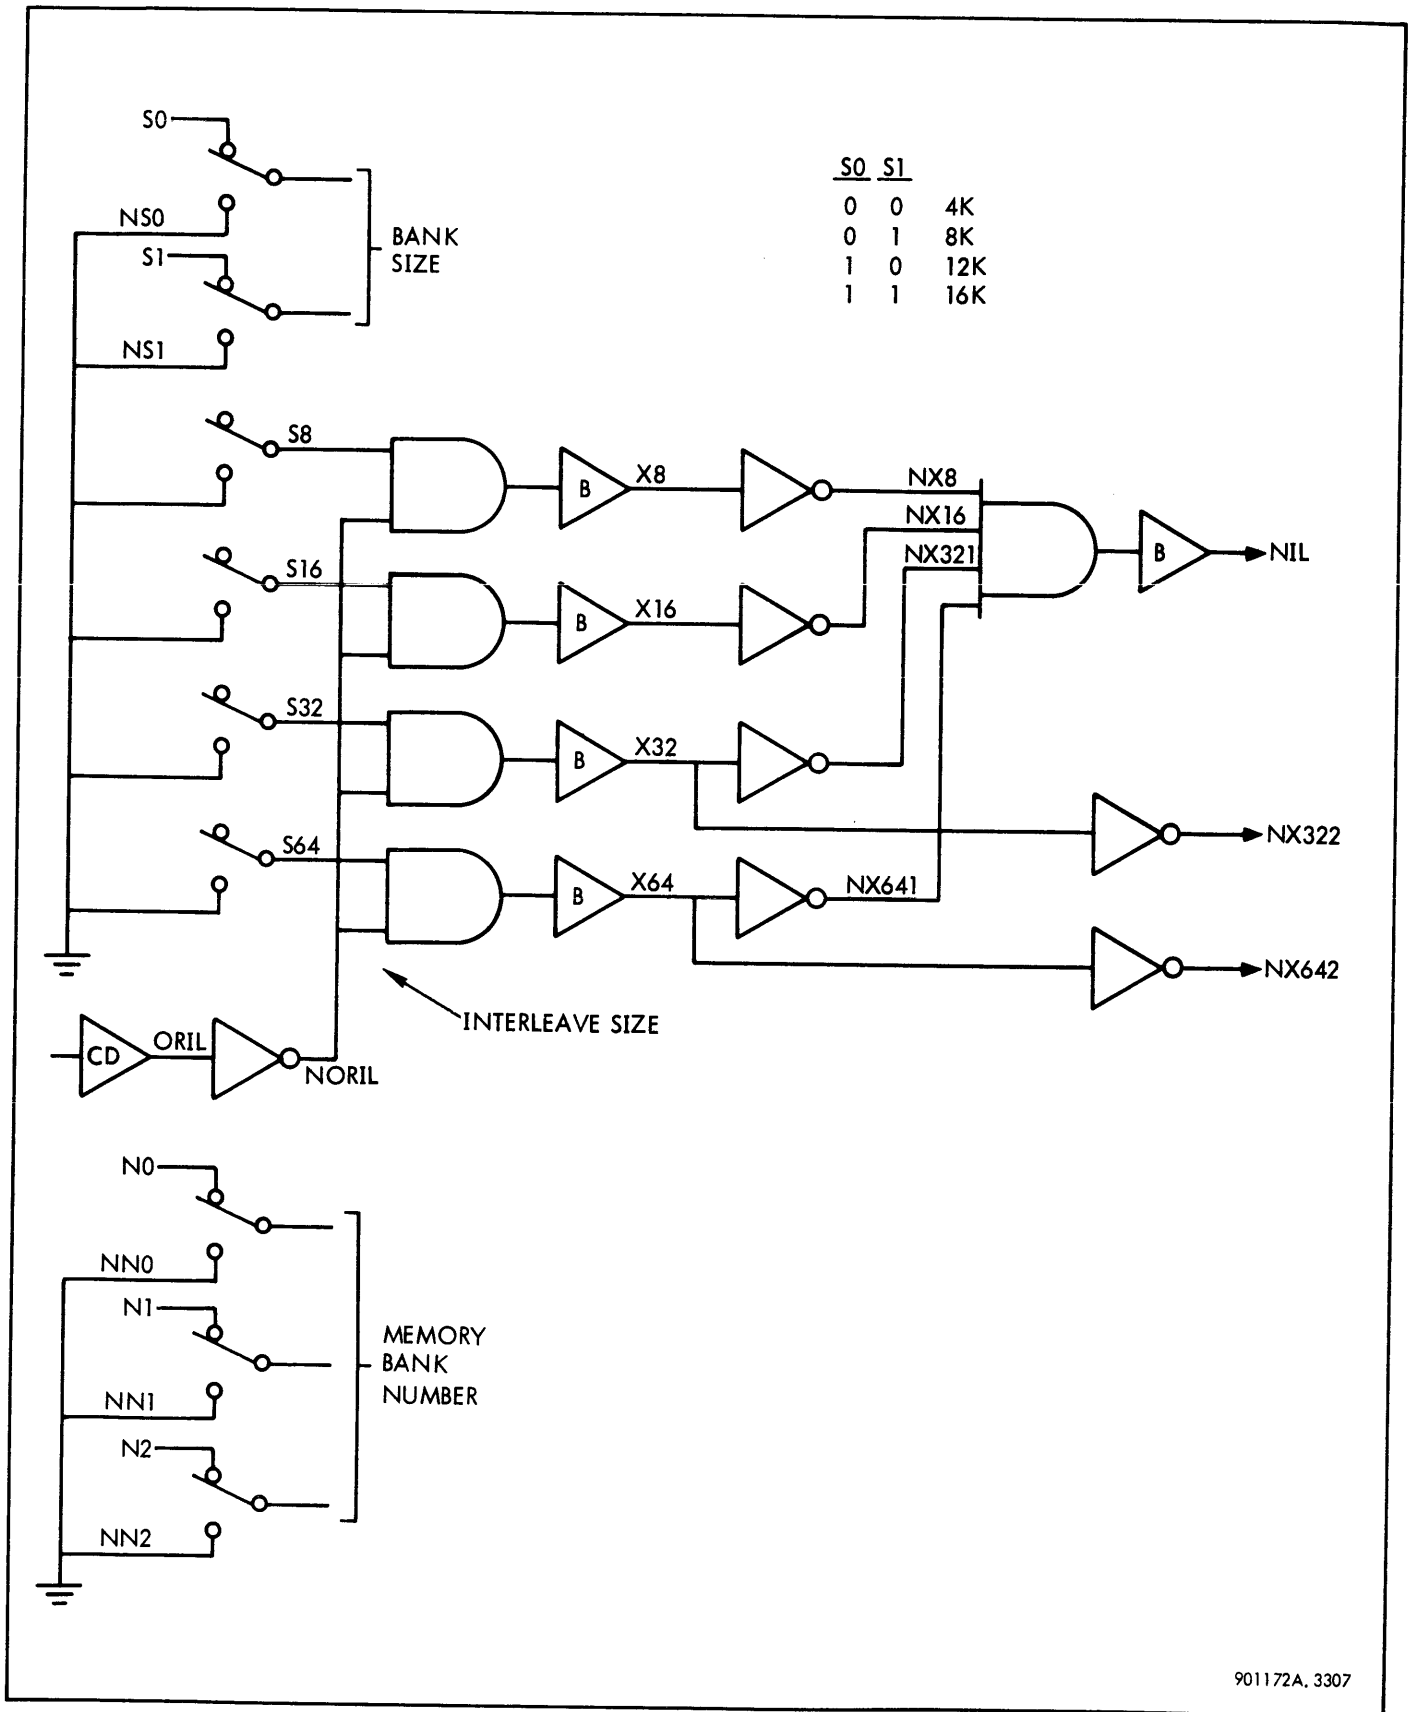 S0
S0 S1
0 0 4K
0 1 8K
1 0 12K
1 1 16K
NS0
BANK
SIZE
S1
NS1
S8
B
X8
NX8
NX16
NX321
B
NIL
S16
B
X16
S32
B
X32
NX322
S64
B
X64
NX641
NX642
INTERLEAVE SIZE
CD
ORIL
NORIL
N0
NN0
N1
MEMORY
BANK
NUMBER
NN1
N2
NN2
901172A. 3307